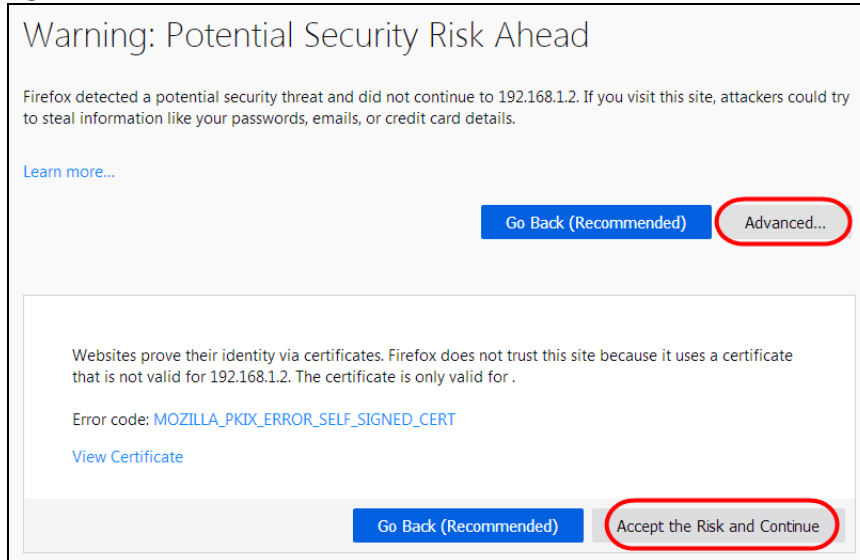 Warning: Potential Security Risk Ahead
Firefox detected a potential security threat and did not continue to 192.168.1.2. If you visit this site, attackers could try
to steal information like your passwords, emails, or credit card details.
Learn more...
Go Back (Recommended) Advanced...
Websites prove their identity via certificates. Firefox does not trust this site because it uses a certificate
that is not valid for 192.168.1.2. The certificate is only valid for .
Error code: MOZILLA_PKIX_ERROR_SELF_SIGNED_CERT
View Certificate
Go Back (Recommended) Accept the Risk and Continue